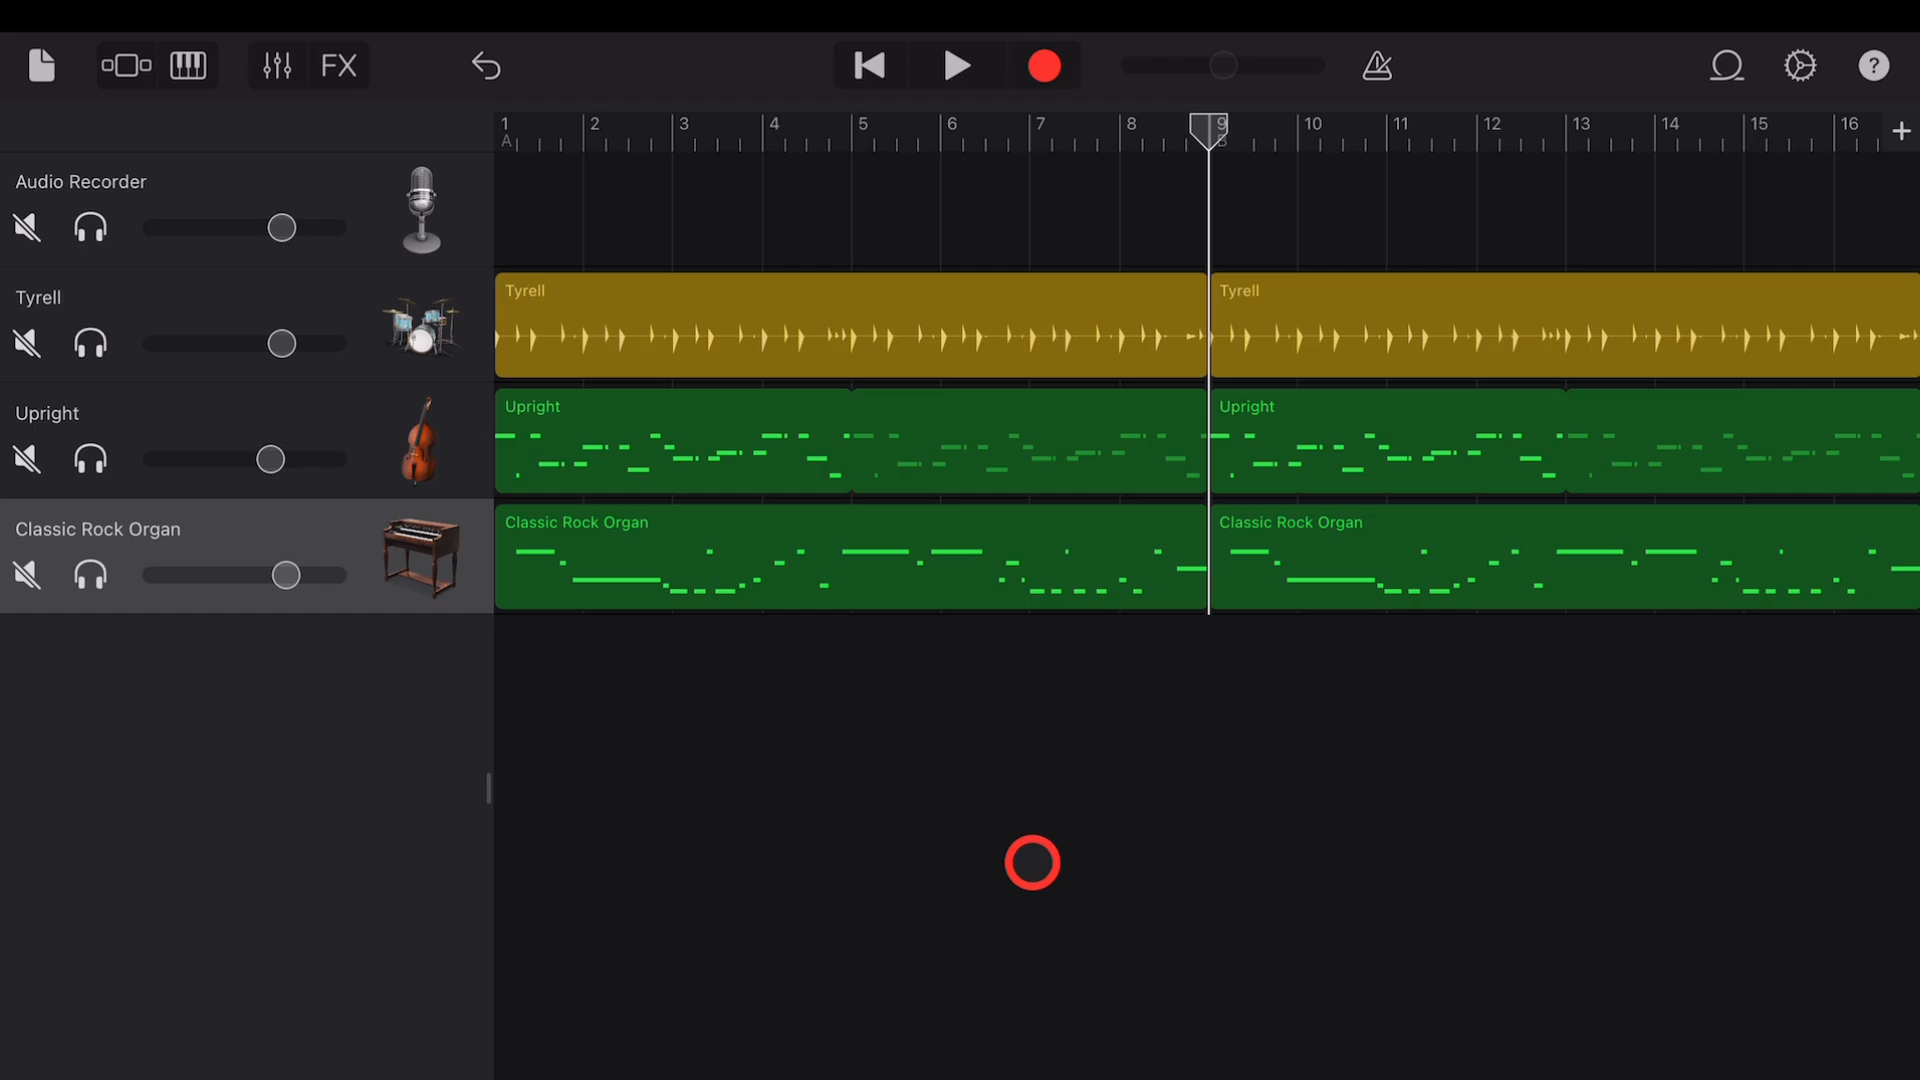 FX
?
1 2 3 4 5 6 7 8 9 10 11 12 13 14 15 16 +
A B
Audio Recorder
Tyrell
Tyrell Tyrell
Upright
Upright Upright
Classic Rock Organ
Classic Rock Organ Classic Rock Organ